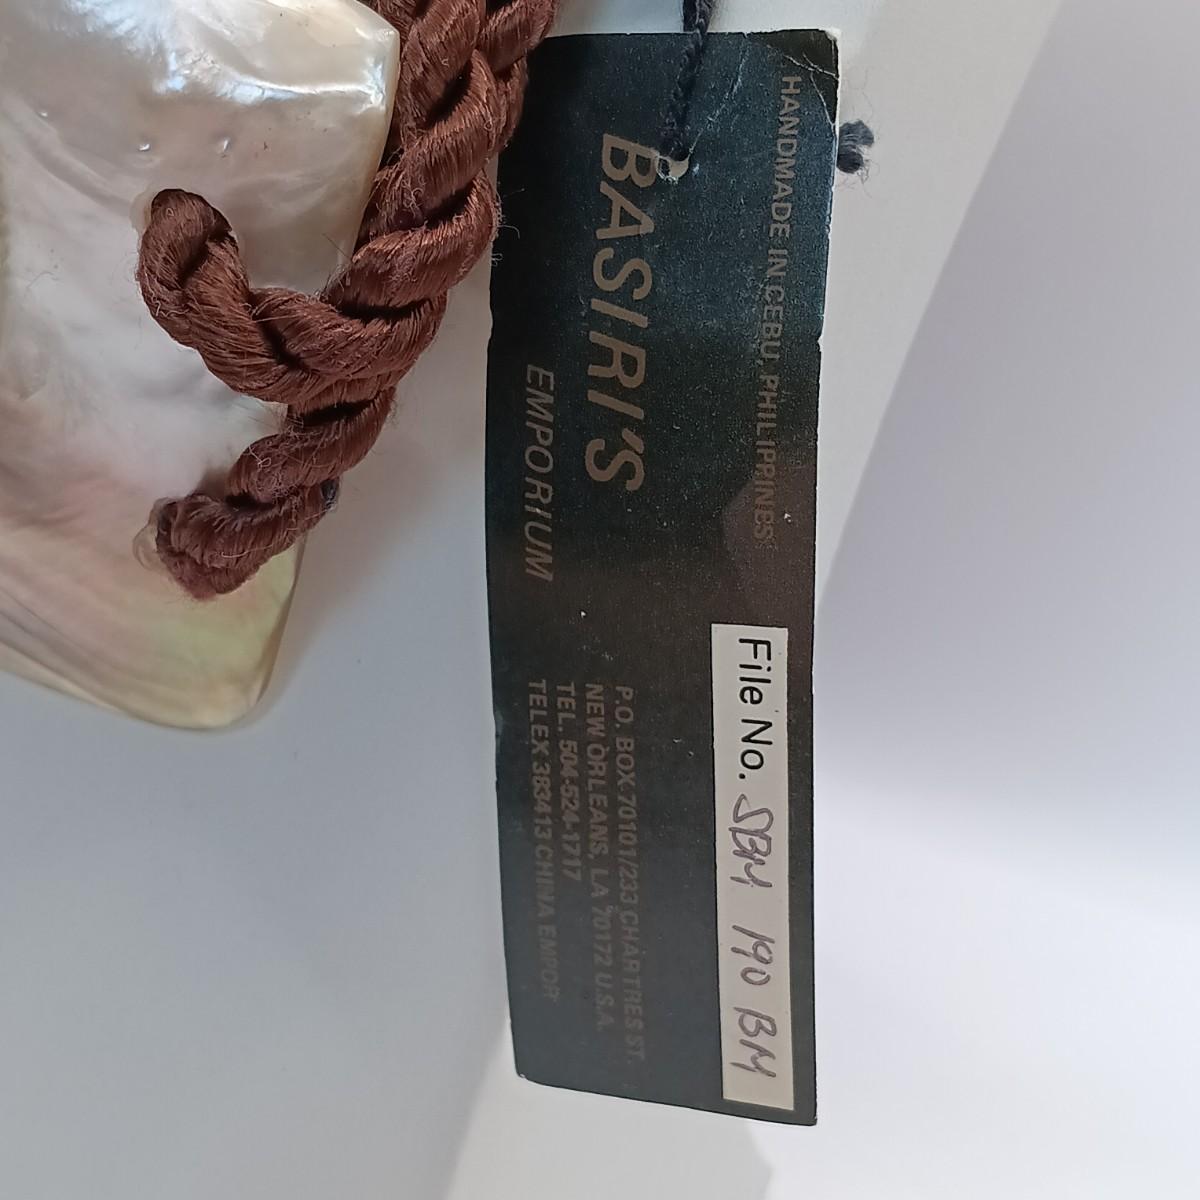 HANDMADE IN CEBU, PHILIPPINES
BASIRI'S
EMPORIUM
File No. SBM 190 BM
P.O. BOX 70101/233 CHARTRES ST.
NEW ORLEANS, LA 70172 U.S.A.
TEL. 504-524-1717
TELEX 383413 CHINA EMPOR